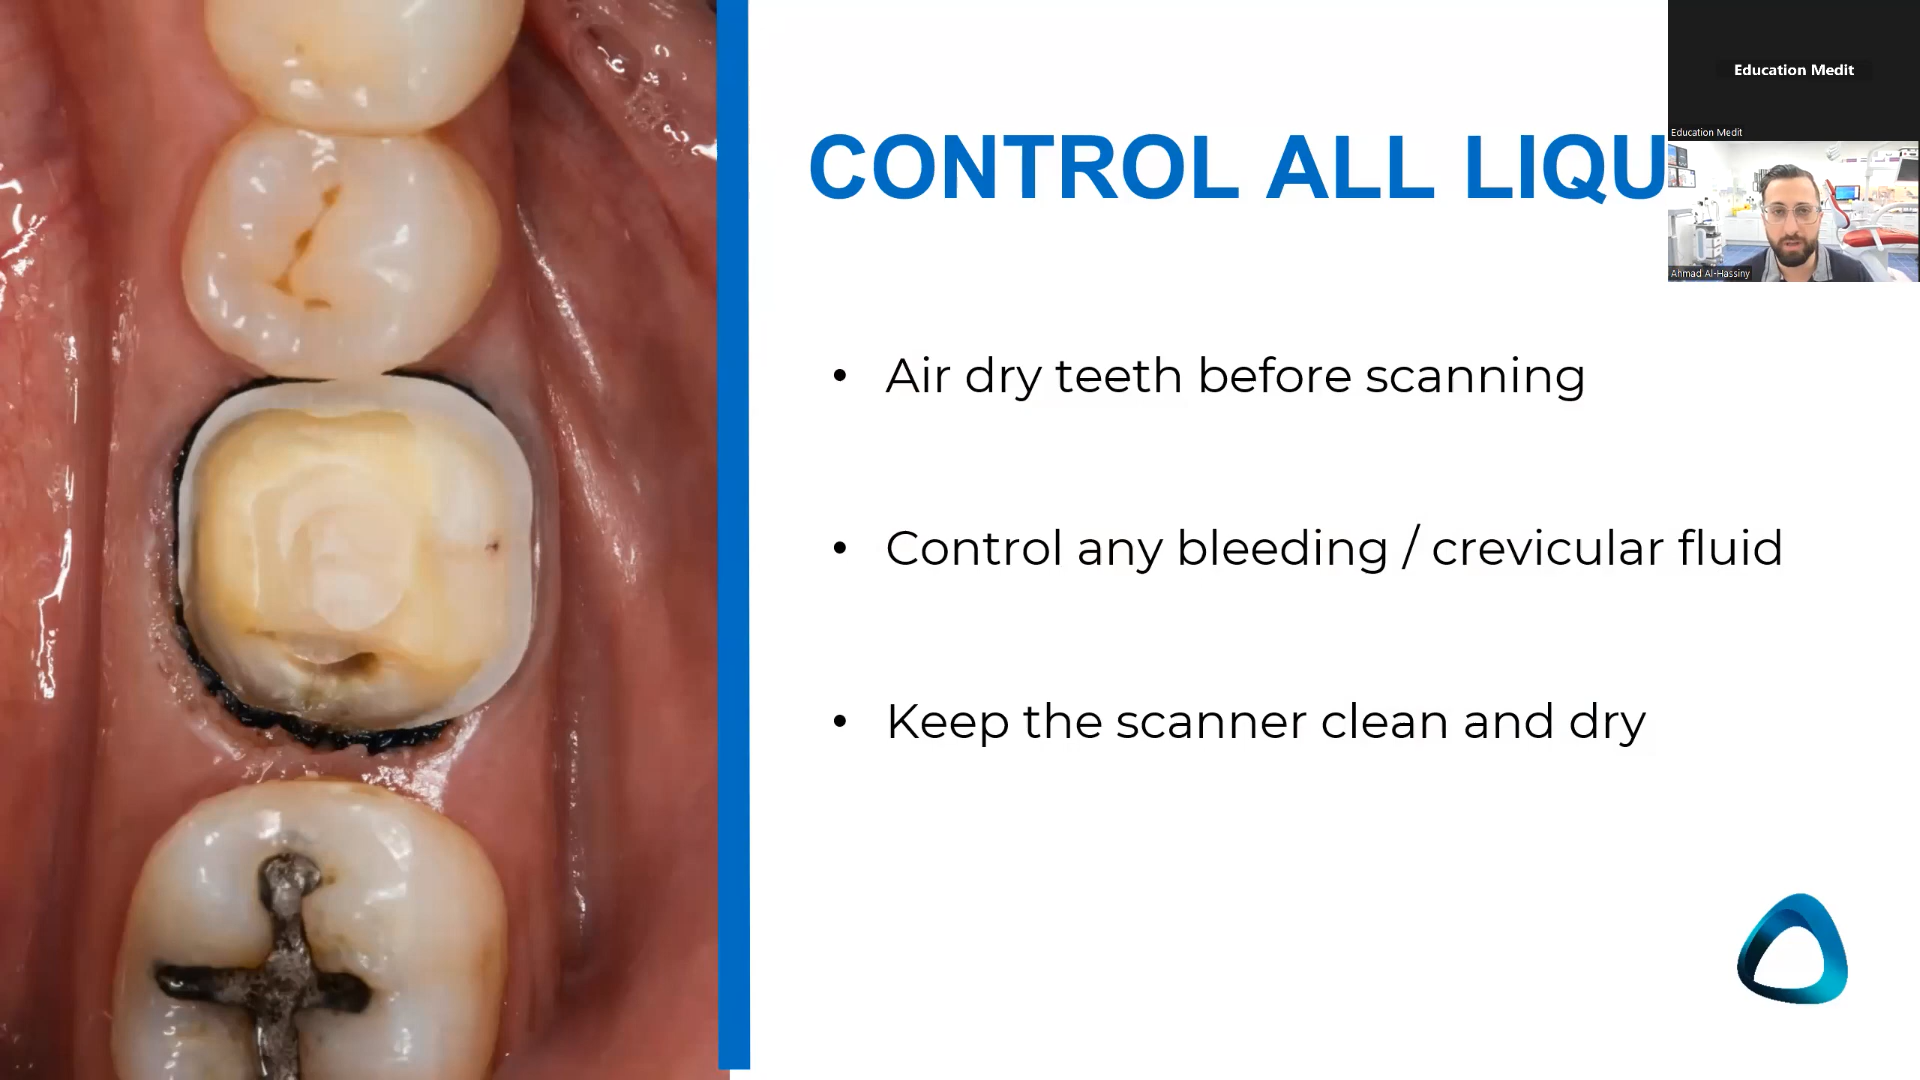 CONTROL ALL LIQU
Education Medit
Education Medit
Ahmad Al-Hassiny
• Air dry teeth before scanning
• Control any bleeding / crevicular fluid
• Keep the scanner clean and dry